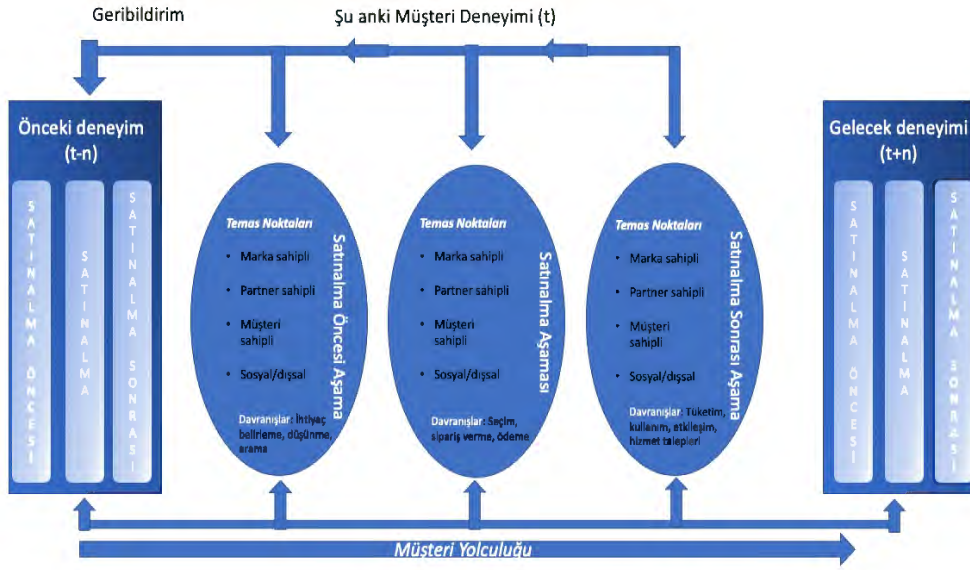 Geribildirim
Şu anki Müşteri Deneyimi (t)
Önceki deneyim
(t-n)
SATINALMA ÖNCESİ
SATINALMA
SATINALMA SONRASI
Temas Noktaları
• Marka sahipli
• Partner sahipli
• Müşteri
sahipli
• Sosyal/dışsal
Davranışlar: İhtiyaç
belirleme, düşünme,
arama
Satınalma Öncesi Aşama
Temas Noktaları
• Marka sahipli
• Partner sahipli
• Müşteri
sahipli
• Sosyal/dışsal
Davranışlar: Seçim,
sipariş verme, ödeme
Satınalma Aşaması
Temas Noktaları
• Marka sahipli
• Partner sahipli
• Müşteri
sahipli
• Sosyal/dışsal
Davranışlar: Tüketim,
kullanım, etkileşim,
hizmet talepleri
Satınalma Sonrası Aşama
Gelecek deneyimi
(t+n)
SATINALMA ÖNCESİ
SATINALMA
SATINALMA SONRASI
Müşteri Yolculuğu